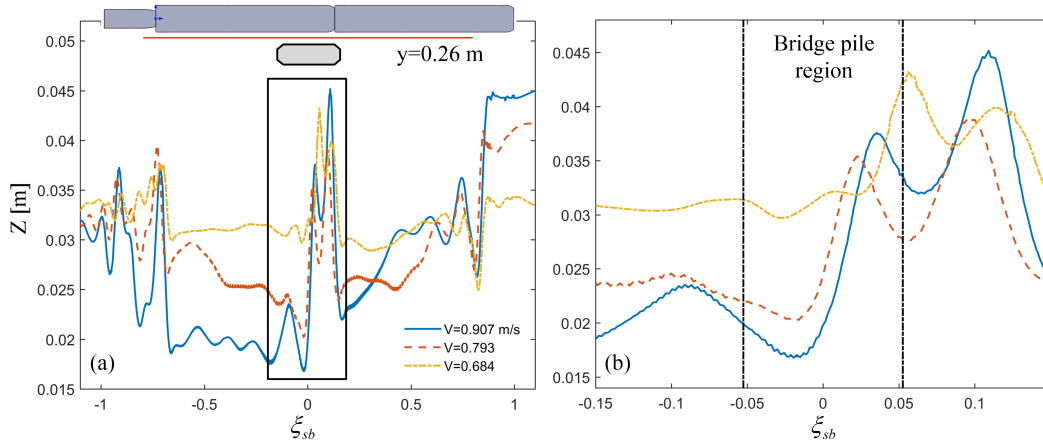 y=0.26 m
0.05
0.045
0.04
0.035
0.03
0.025
0.02
0.015
Z [m]
-1
-0.5
0
0.5
1
ξsb
(a)
V=0.907 m/s
V=0.793
V=0.684
Bridge pile
region
0.045
0.04
0.035
0.03
0.025
0.02
0.015
(b)
-0.15
-0.1
-0.05
0
0.05
0.1
ξsb